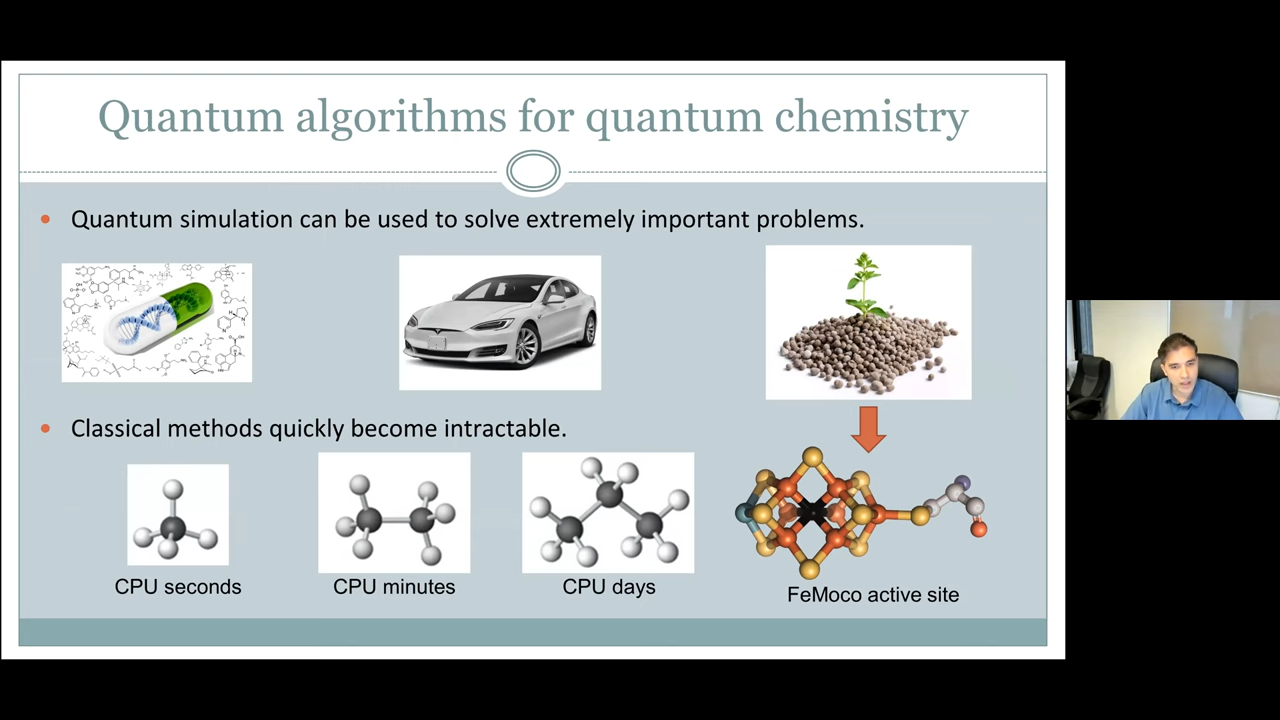 Quantum algorithms for quantum chemistry
Quantum simulation can be used to solve extremely important problems.
Classical methods quickly become intractable.
CPU seconds
CPU minutes
CPU days
FeMoco active site